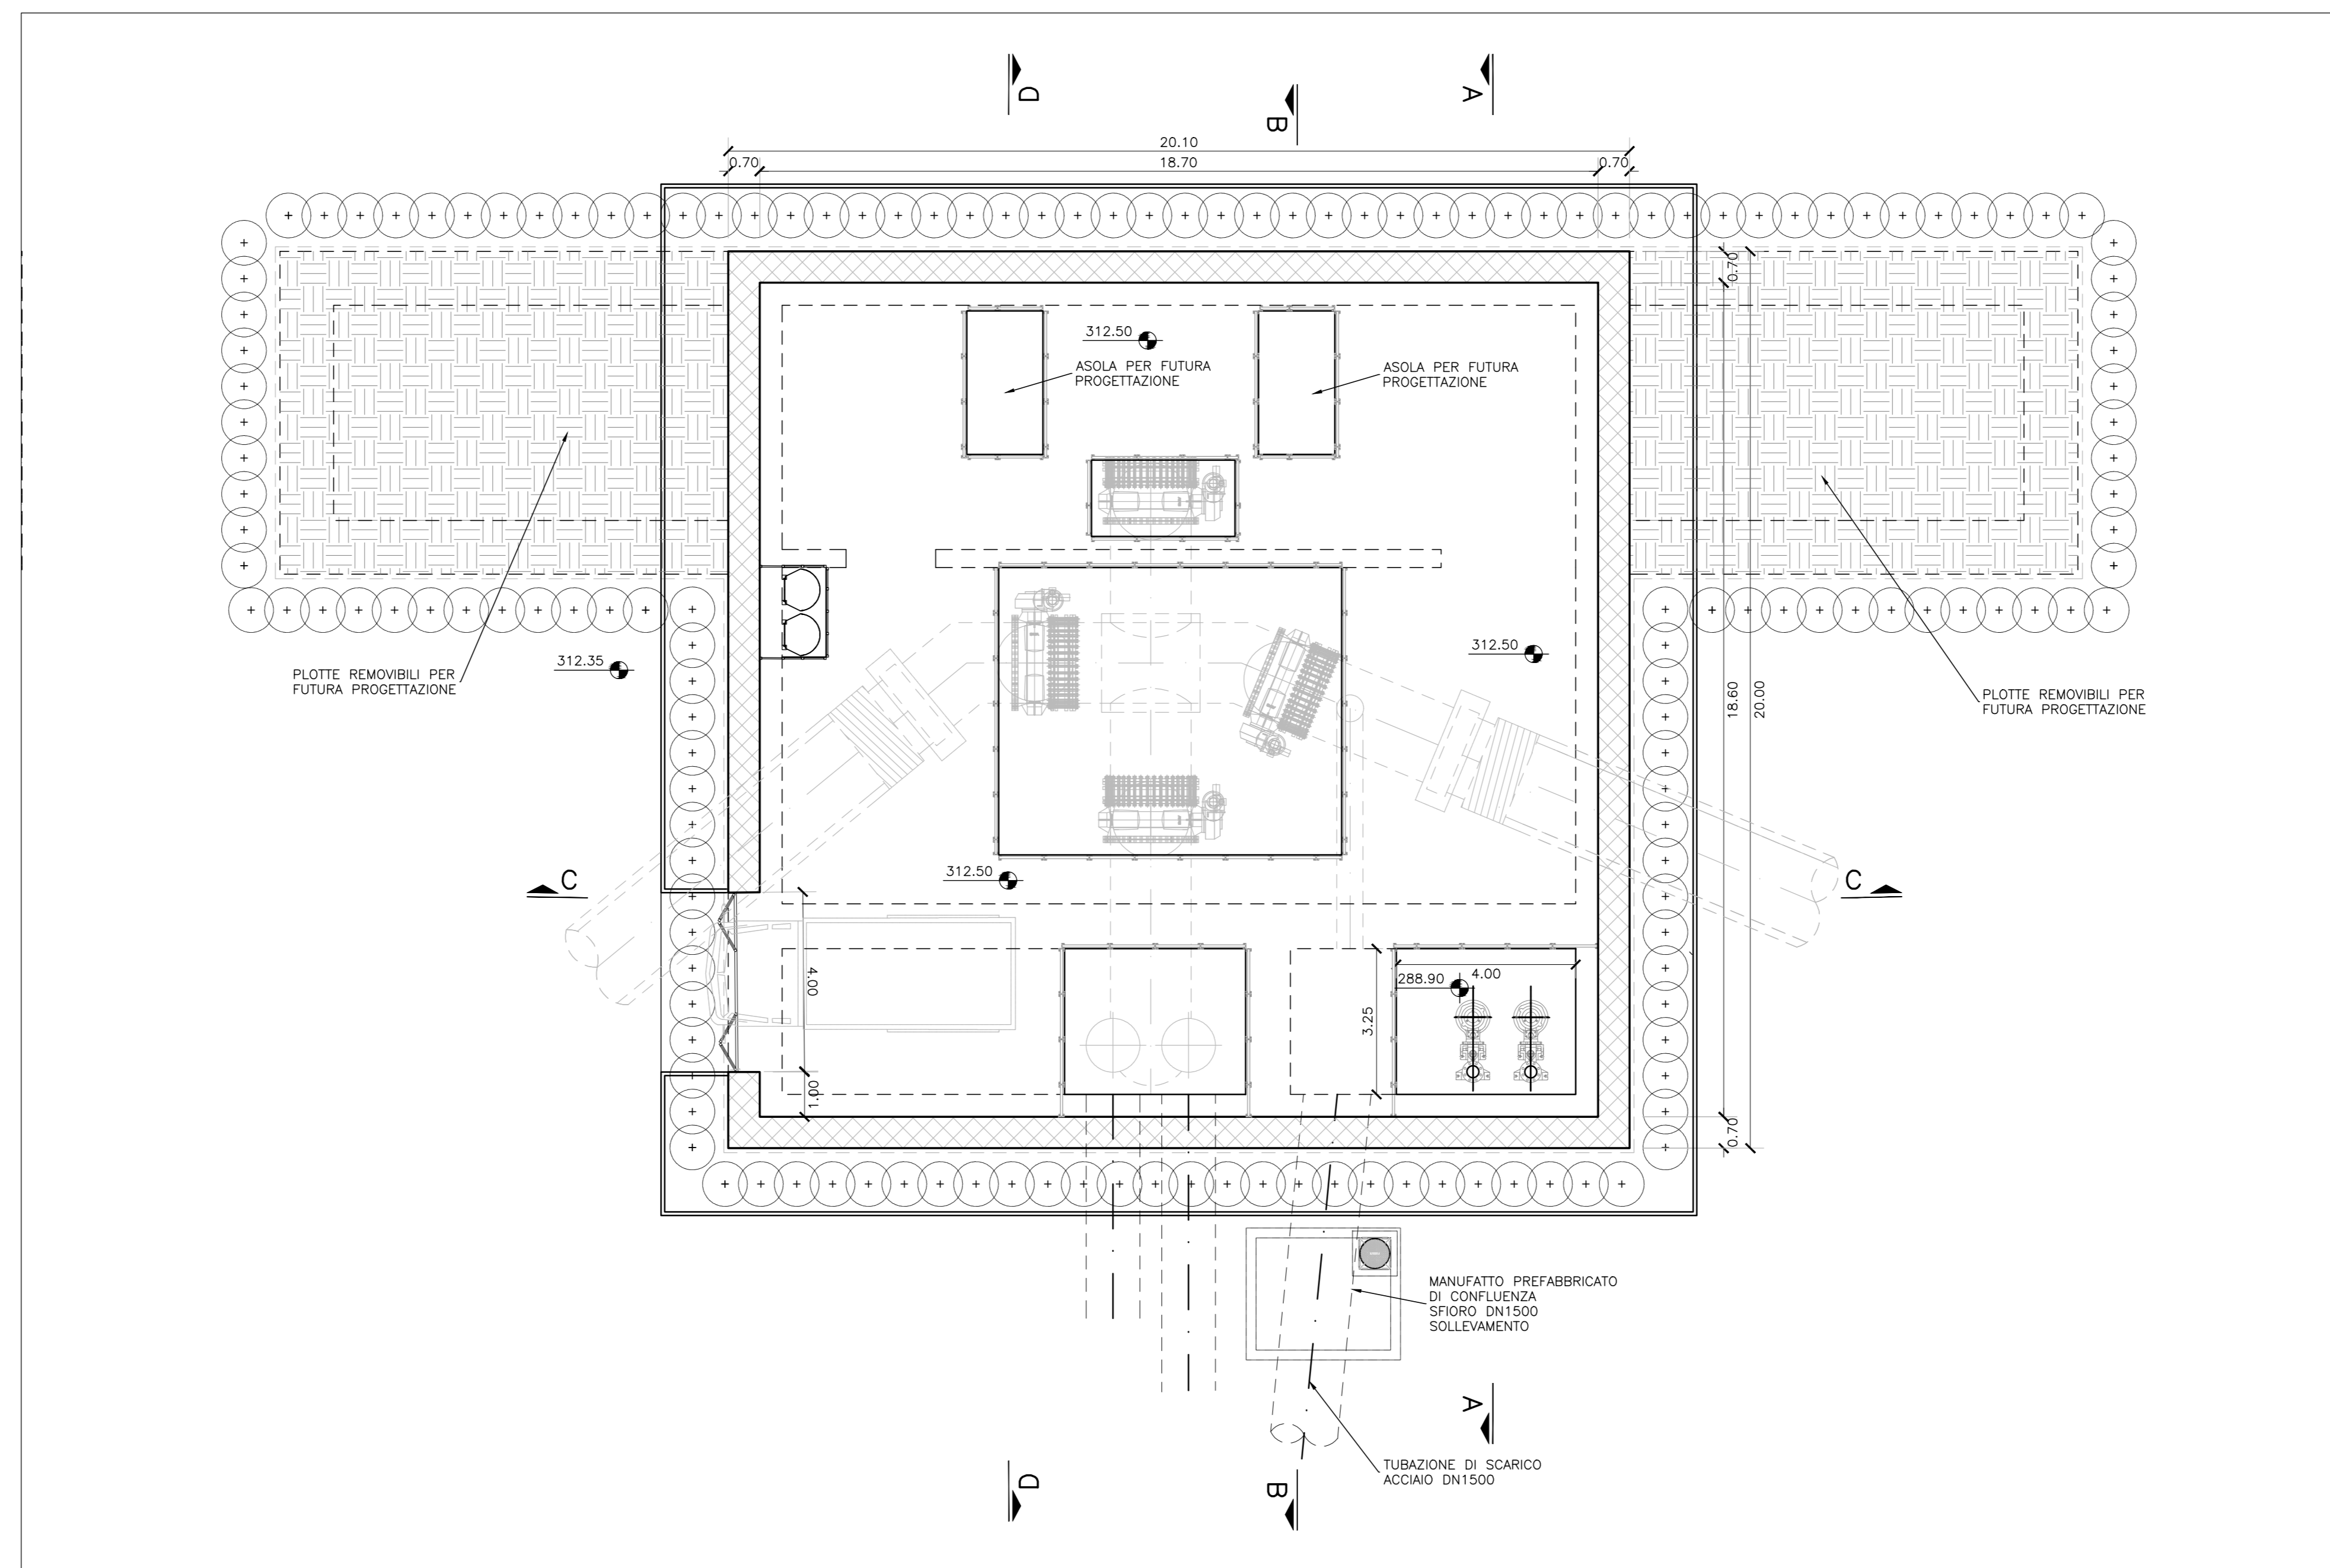 D
B
A
20.10
0.70
18.70
0.70
0.70
312.50
ASOLA PER FUTURA
PROGETTAZIONE
ASOLA PER FUTURA
PROGETTAZIONE
312.35
PLOTTE REMOVIBILI PER
FUTURA PROGETTAZIONE
312.50
18.60
20.00
PLOTTE REMOVIBILI PER
FUTURA PROGETTAZIONE
312.50
C
C
4.00
288.90
4.00
3.25
1.00
0.70
MANUFATTO PREFABBRICATO
DI CONFLUENZA
SFIORO DN1500
SOLLEVAMENTO
A
TUBAZIONE DI SCARICO
ACCIAIO DN1500
D
B